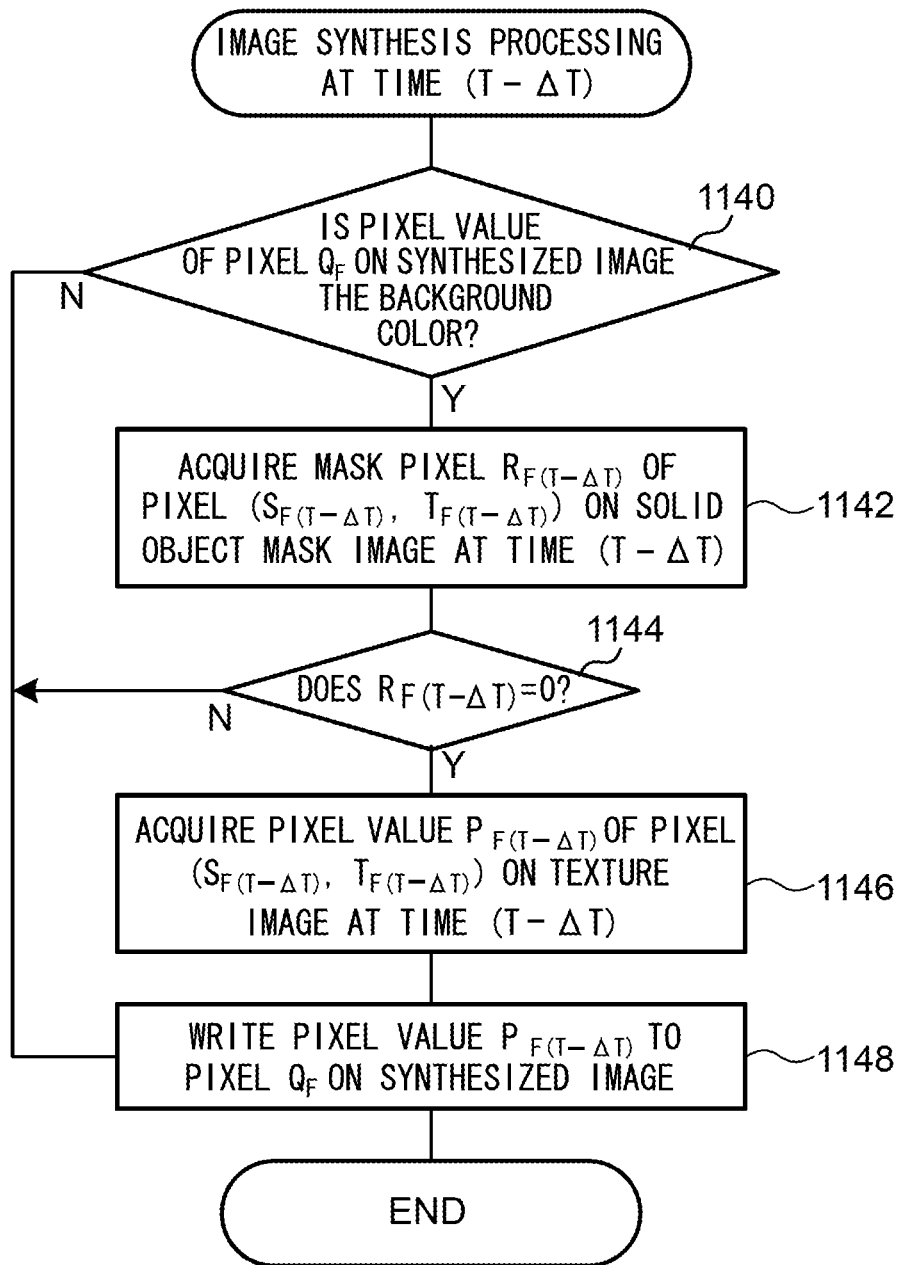 IMAGE SYNTHESIS PROCESSING
AT TIME (T − ΔT)
1140
IS PIXEL VALUE
OF PIXEL QF ON SYNTHESIZED IMAGE
THE BACKGROUND
COLOR?
N
Y
ACQUIRE MASK PIXEL RF(T−ΔT) OF
PIXEL (SF(T−ΔT), TF(T−ΔT)) ON SOLID
OBJECT MASK IMAGE AT TIME (T − ΔT)
1142
1144
DOES RF(T−ΔT)=0?
N
Y
ACQUIRE PIXEL VALUE PF(T−ΔT) OF PIXEL
(SF(T−ΔT), TF(T−ΔT)) ON TEXTURE
IMAGE AT TIME (T − ΔT)
1146
WRITE PIXEL VALUE PF(T−ΔT) TO
PIXEL QF ON SYNTHESIZED IMAGE
1148
END